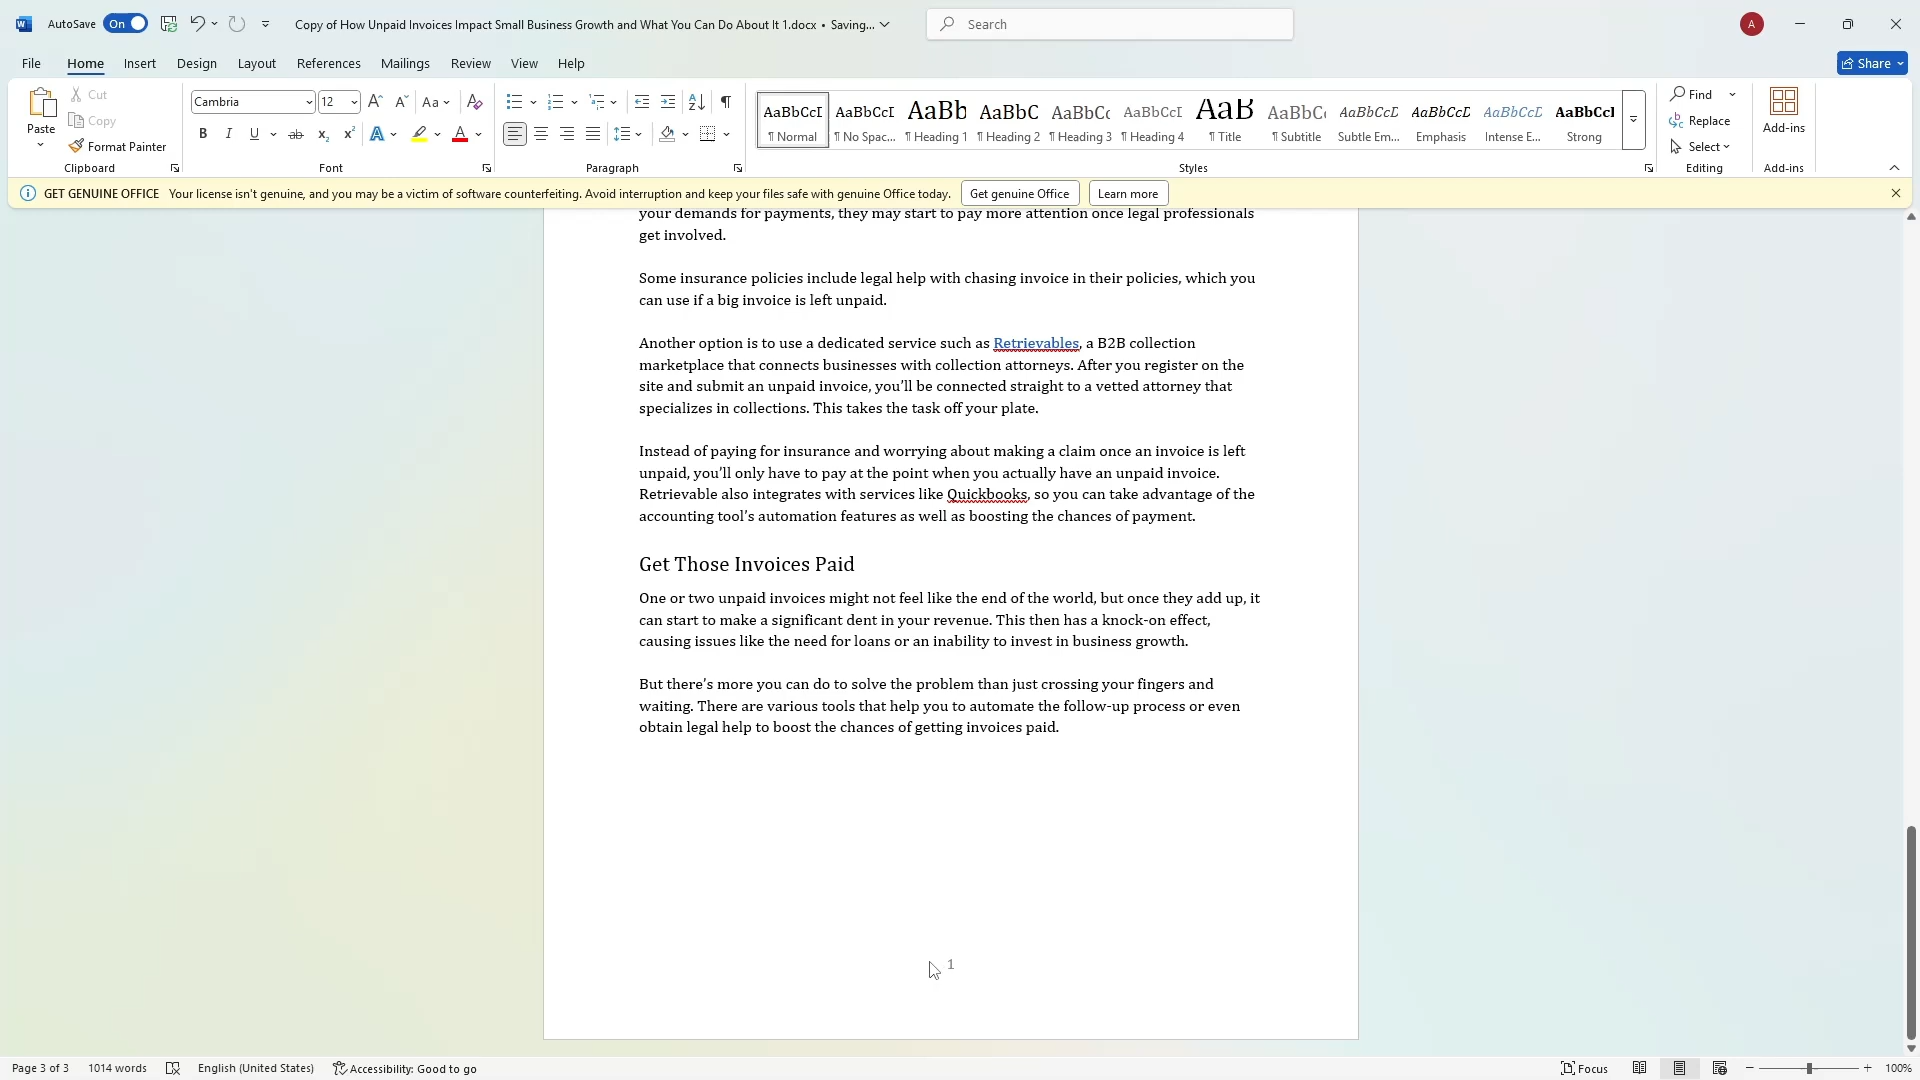 AutoSave On Copy of How Unpaid Invoices Impact Small Business Growth and What You Can Do About It 1.docx • Saving... Search A
File Home Insert Design Layout References Mailings Review View Help Share
Paste
Cut
Copy
Format Painter
Clipboard
Cambria 12 Aa
B I U ab x₂ x² A A
Font
Paragraph
AaBbCcI AaBbCcI AaBb AaBbC AaBbCc AaBbCcI AaB AaBbC AaBbCcL AaBbCcL AaBbCcL AaBbCcl
¶ Normal ¶ No Spac... ¶ Heading 1 ¶ Heading 2 ¶ Heading 3 ¶ Heading 4 ¶ Title ¶ Subtitle Subtle Em... Emphasis Intense E... Strong
Styles
Find
Replace
Select
Editing
Add-ins
Add-ins
GET GENUINE OFFICE Your license isn't genuine, and you may be a victim of software counterfeiting. Avoid interruption and keep your files safe with genuine Office today. Get genuine Office Learn more
your demands for payments, they may start to pay more attention once legal professionals
get involved.
Some insurance policies include legal help with chasing invoice in their policies, which you
can use if a big invoice is left unpaid.
Another option is to use a dedicated service such as Retrievables, a B2B collection
marketplace that connects businesses with collection attorneys. After you register on the
site and submit an unpaid invoice, you’ll be connected straight to a vetted attorney that
specializes in collections. This takes the task off your plate.
Instead of paying for insurance and worrying about making a claim once an invoice is left
unpaid, you’ll only have to pay at the point when you actually have an unpaid invoice.
Retrievable also integrates with services like Quickbooks, so you can take advantage of the
accounting tool’s automation features as well as boosting the chances of payment.
Get Those Invoices Paid
One or two unpaid invoices might not feel like the end of the world, but once they add up, it
can start to make a significant dent in your revenue. This then has a knock-on effect,
causing issues like the need for loans or an inability to invest in business growth.
But there’s more you can do to solve the problem than just crossing your fingers and
waiting. There are various tools that help you to automate the follow-up process or even
obtain legal help to boost the chances of getting invoices paid.
1
Page 3 of 3 1014 words English (United States) Accessibility: Good to go Focus 100%